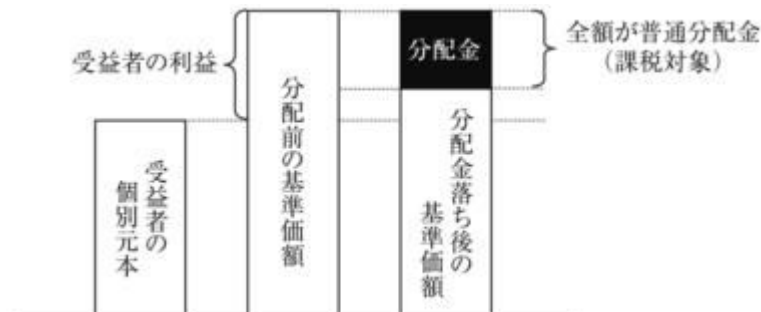 受益者の利益
受益者の
個別元本
分配前の基準価額
分配金
分配金落ち後の
基準価額
全額が普通分配金
（課税対象）